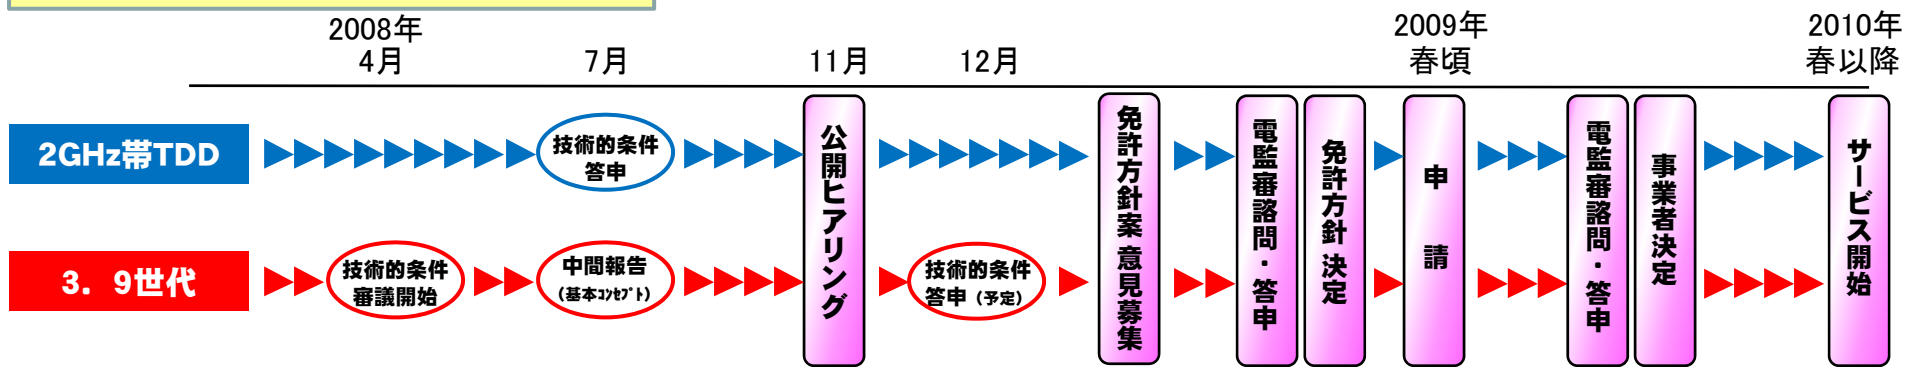 2008年
4月
7月
11月
12月
2009年
春頃
2010年
春以降
2GHz帯TDD
技術的条件
答申
3．9世代
技術的条件
審議開始
中間報告
（基本ｺﾝｾﾌﾟﾄ）
公開ヒアリング
技術的条件
答申（予定）
免許方針案 意見募集
電監審諮問・答申
免許方針 決定
申請
電監審諮問・答申
事業者決定
サービス開始